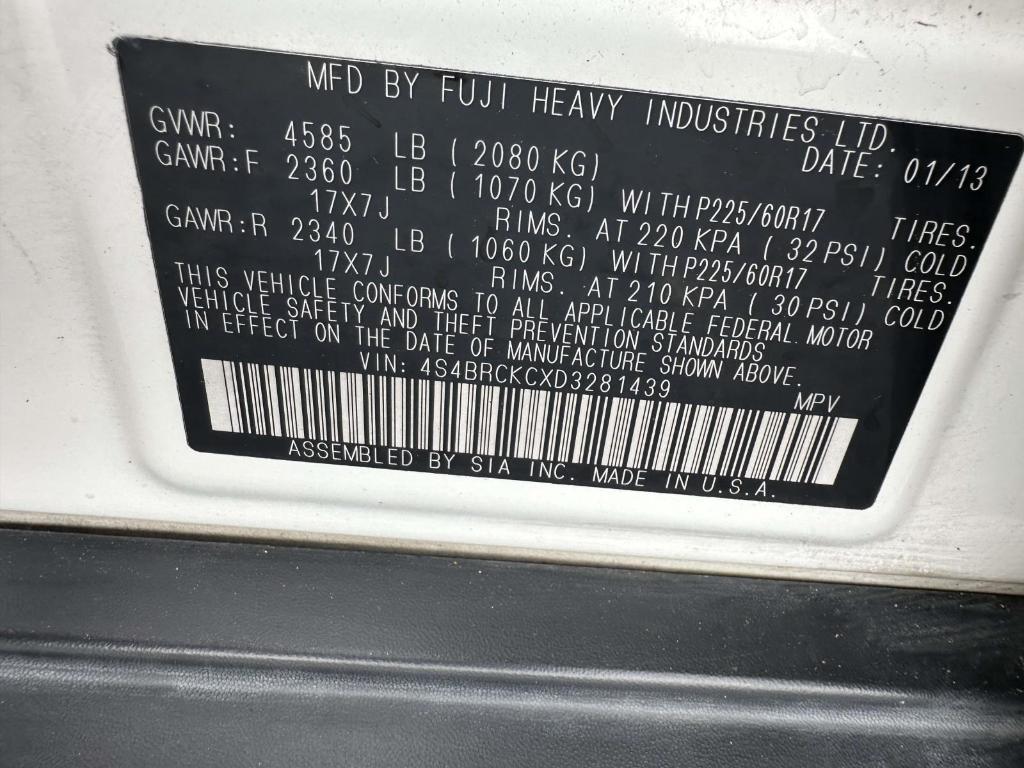 MFD BY FUJI HEAVY INDUSTRIES LTD.
DATE: 01/13
GVWR: 4585 LB ( 2080 KG)
GAWR:F 2360 LB ( 1070 KG) WITH P225/60R17 TIRES.
17X7J RIMS. AT 220 KPA ( 32 PSI) COLD
GAWR:R 2340 LB ( 1060 KG) WITH P225/60R17 TIRES.
17X7J RIMS. AT 210 KPA ( 30 PSI) COLD
THIS VEHICLE CONFORMS TO ALL APPLICABLE FEDERAL MOTOR
VEHICLE SAFETY AND THEFT PREVENTION STANDARDS
IN EFFECT ON THE DATE OF MANUFACTURE SHOWN ABOVE.
VIN: 4S4BRCKCXD3281439 MPV
ASSEMBLED BY SIA INC. MADE IN U.S.A.